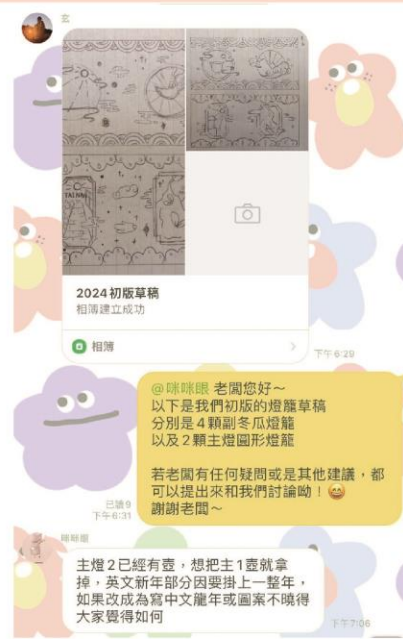 玄
TAINAN
2024初版草稿
相簿建立成功
相簿
下午 6:29
@咪咪眼 老闆您好～
以下是我們初版的燈籠草稿
分別是4顆副冬瓜燈籠
以及2顆主燈圓形燈籠
若老闆有任何疑問或是其他建議，都
可以提出來和我們討論呦！😄
謝謝老闆～
已讀9
下午 6:31
咪咪眼
主燈2已經有壺，想把主1壺就拿
掉，英文新年部分因要掛上一整年，
如果改成為寫中文龍年或圖案不曉得
大家覺得如何
下午 7:06